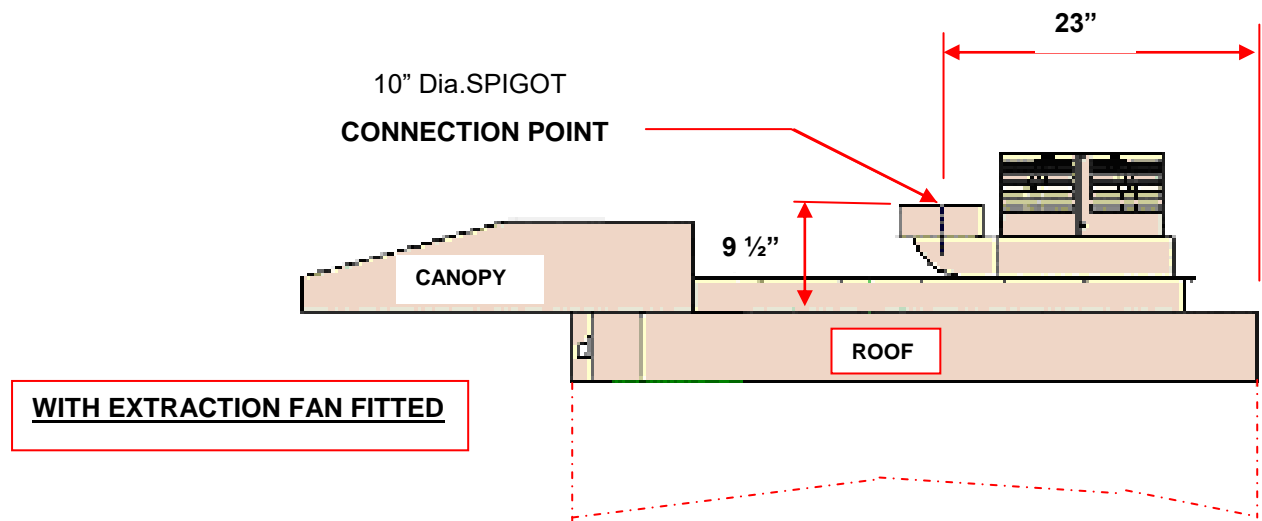 23”
10” Dia.SPIGOT
CONNECTION POINT
9 ½”
CANOPY
ROOF
WITH EXTRACTION FAN FITTED